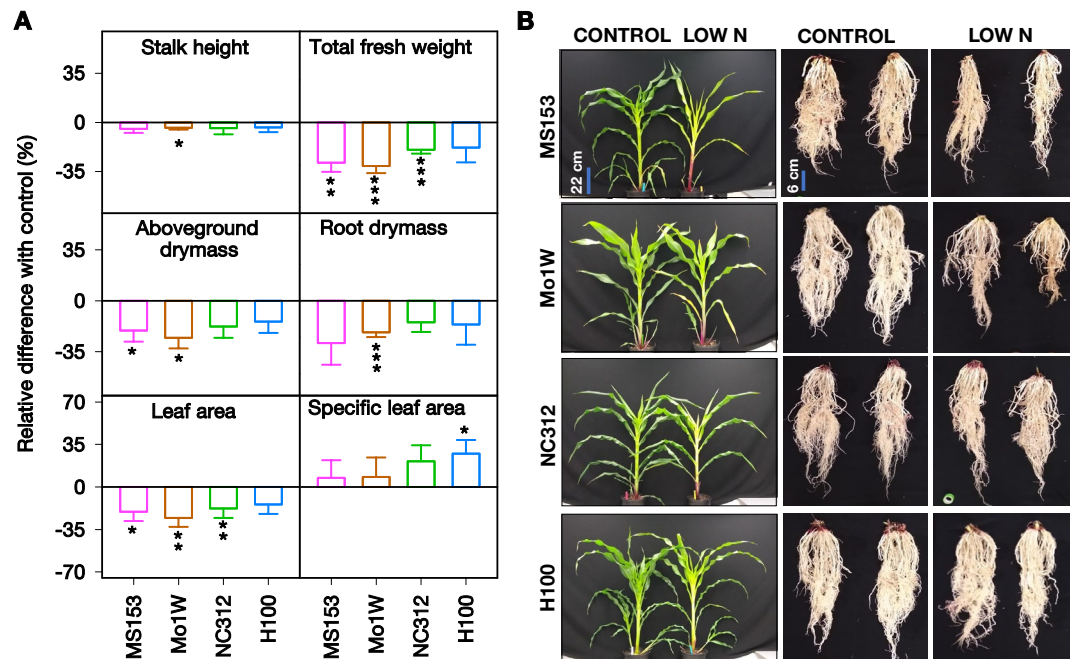 A
Relative difference with control (%)
Stalk height
Total fresh weight
35
0
-35
*
**
***
***
Aboveground
drymass
Root drymass
35
0
-35
*
*
***
Leaf area
Specific leaf area
70
35
0
-35
-70
*
**
**
*
MS153
Mo1W
NC312
H100
MS153
Mo1W
NC312
H100
B
CONTROL LOW N
CONTROL
LOW N
MS153
22 cm
6 cm
Mo1W
NC312
H100